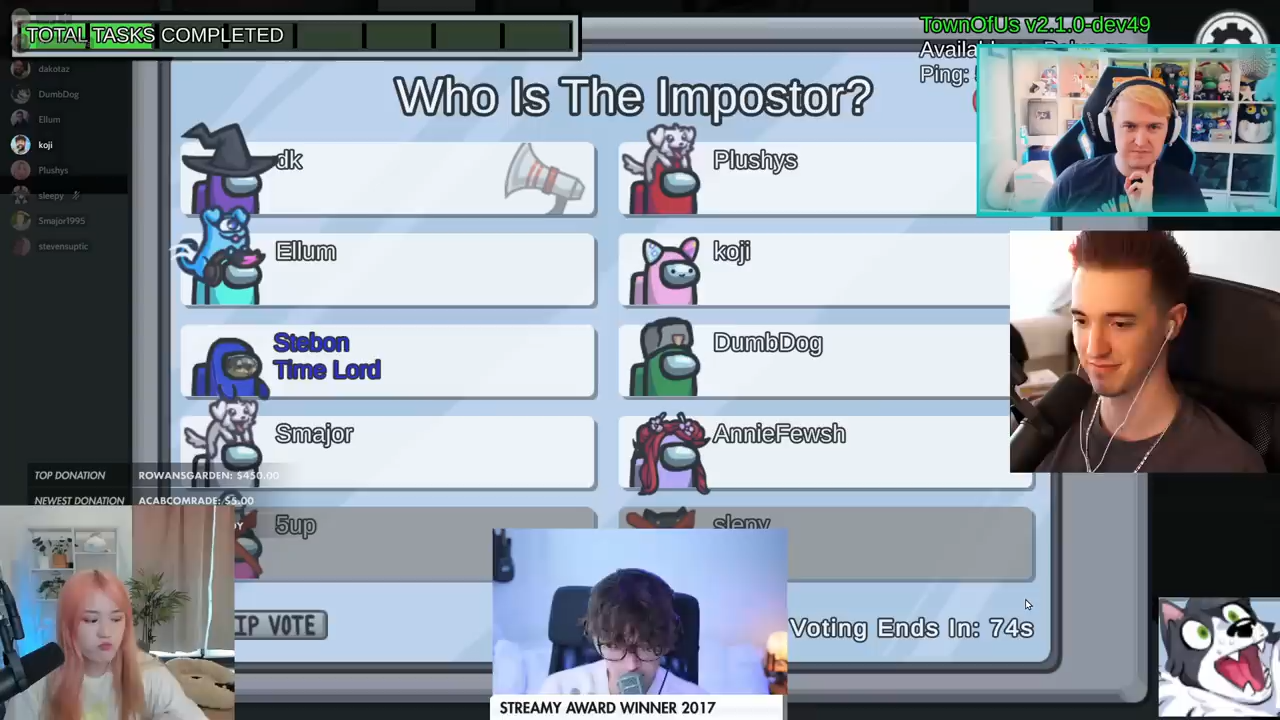 TOTAL TASKS COMPLETED
TownOfUs v2.1.0-dev49
Ping:
dakotaz
DumbDog
Ellum
koji
Plushys
sleepy
Smajor1995
stevensuptic
Who Is The Impostor?
dk
Plushys
Ellum
koji
Stebon
Time Lord
DumbDog
Smajor
AnnieFewsh
5up
slepy
TOP DONATION ROWANSGARDEN: $450.00
NEWEST DONATION ACABCOMRADE: $5.00
VOTE
Voting Ends In: 74s
STREAMY AWARD WINNER 2017